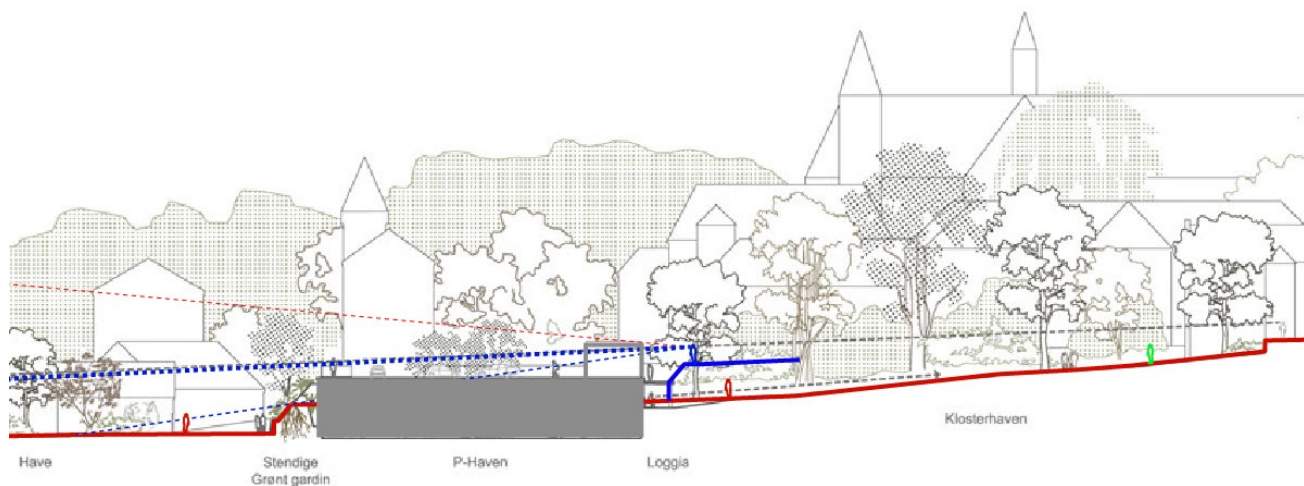 Klosterhaven
Have
Stendige
Grønt gardin
P-Haven
Loggia